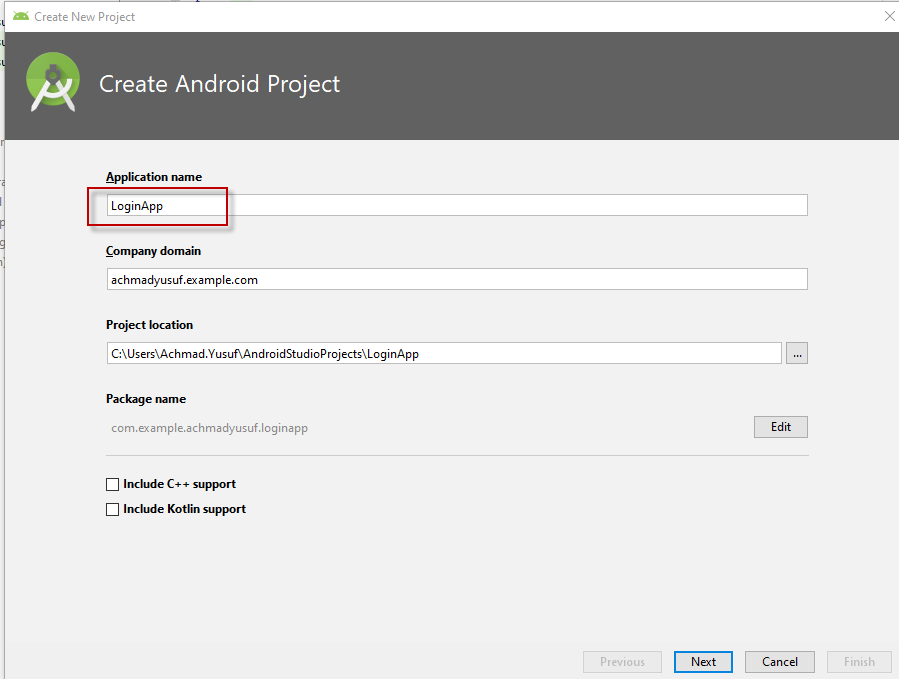 Create New Project
Create Android Project
Application name
LoginApp
Company domain
achmadyusuf.example.com
Project location
C:\Users\Achmad.Yusuf\AndroidStudioProjects\LoginApp
...
Package name
com.example.achmadyusuf.loginapp
Edit
Include C++ support
Include Kotlin support
Previous
Next
Cancel
Finish